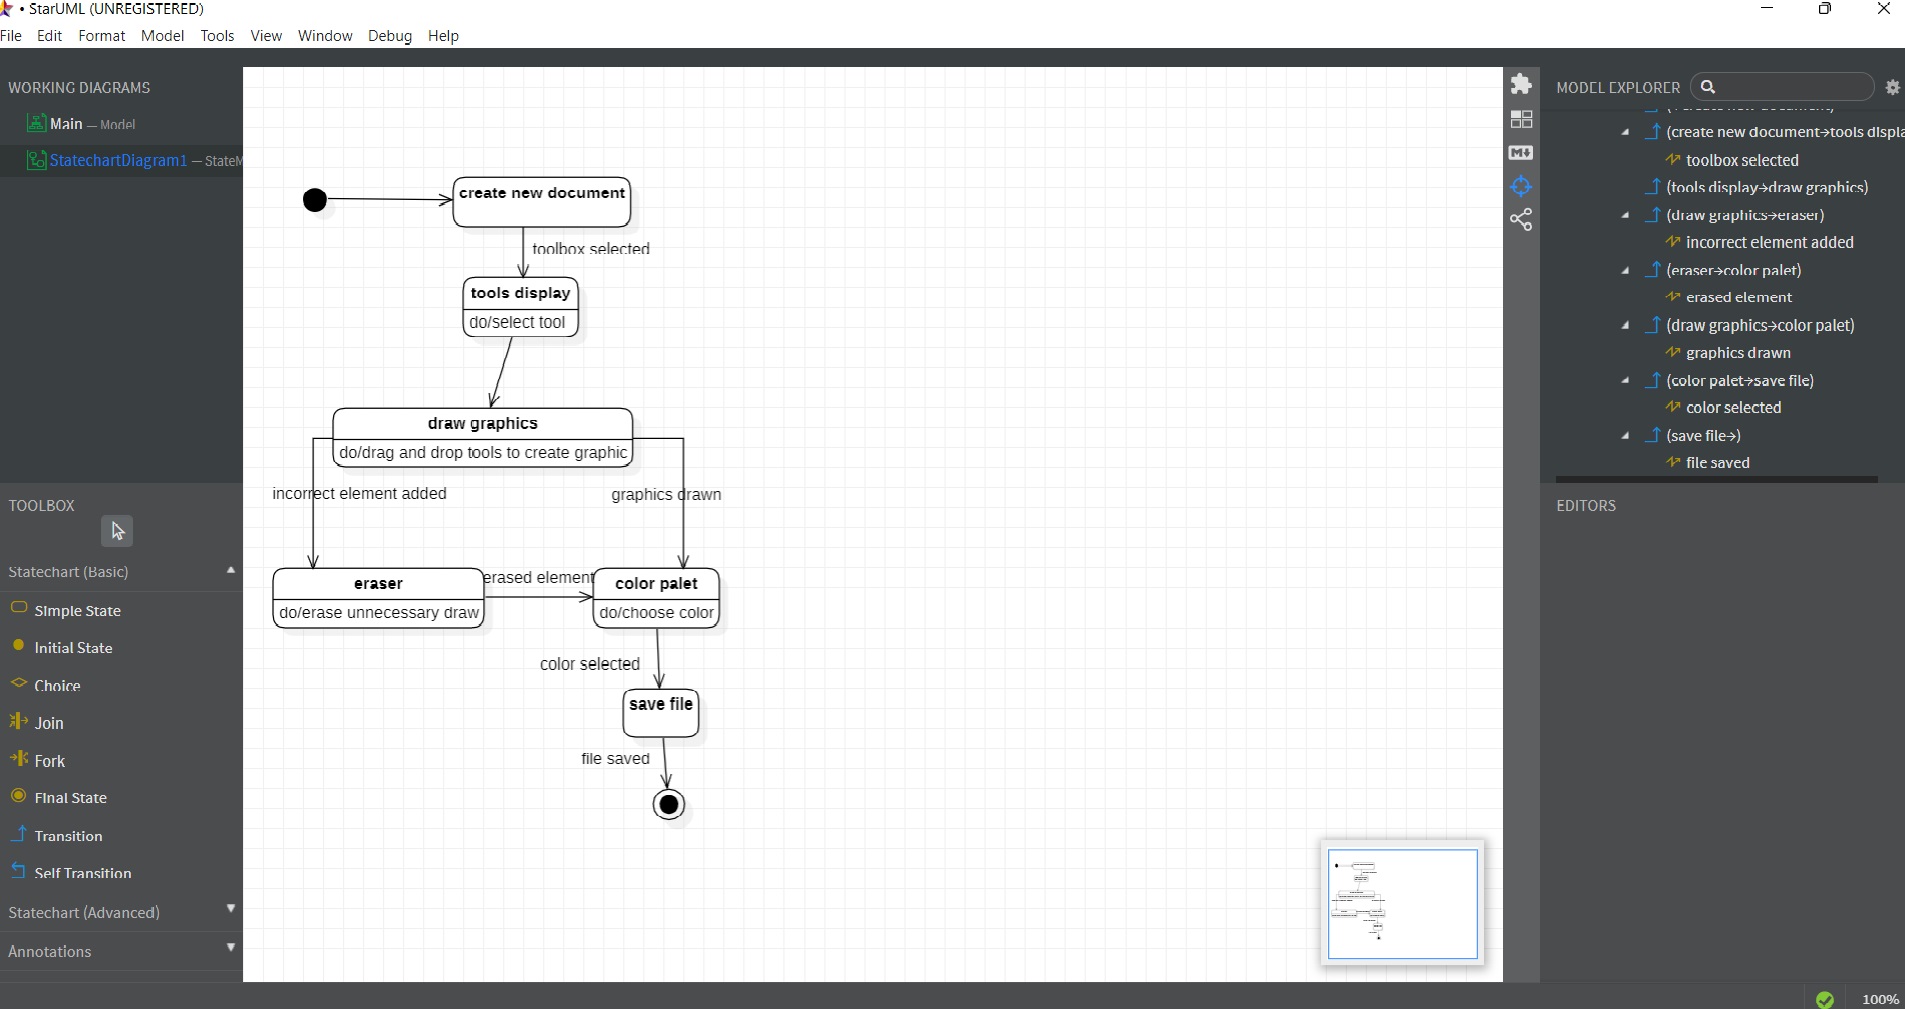 • StarUML (UNREGISTERED)
File Edit Format Model Tools View Window Debug Help
WORKING DIAGRAMS
Main — Model
StatechartDiagram1 — StateM
TOOLBOX
Statechart (Basic)
Simple State
Initial State
Choice
Join
Fork
Final State
Transition
Self Transition
Statechart (Advanced)
Annotations
create new document
toolbox selected
tools display
do/select tool
draw graphics
do/drag and drop tools to create graphic
incorrect element added
graphics drawn
eraser
do/erase unnecessary draw
erased element
color palet
do/choose color
color selected
save file
file saved
M
MODEL EXPLORER
(create new document→tools displa
toolbox selected
(tools display→draw graphics)
(draw graphics→eraser)
incorrect element added
(eraser→color palet)
erased element
(draw graphics→color palet)
graphics drawn
(color palet→save file)
color selected
(save file→)
file saved
EDITORS
100%